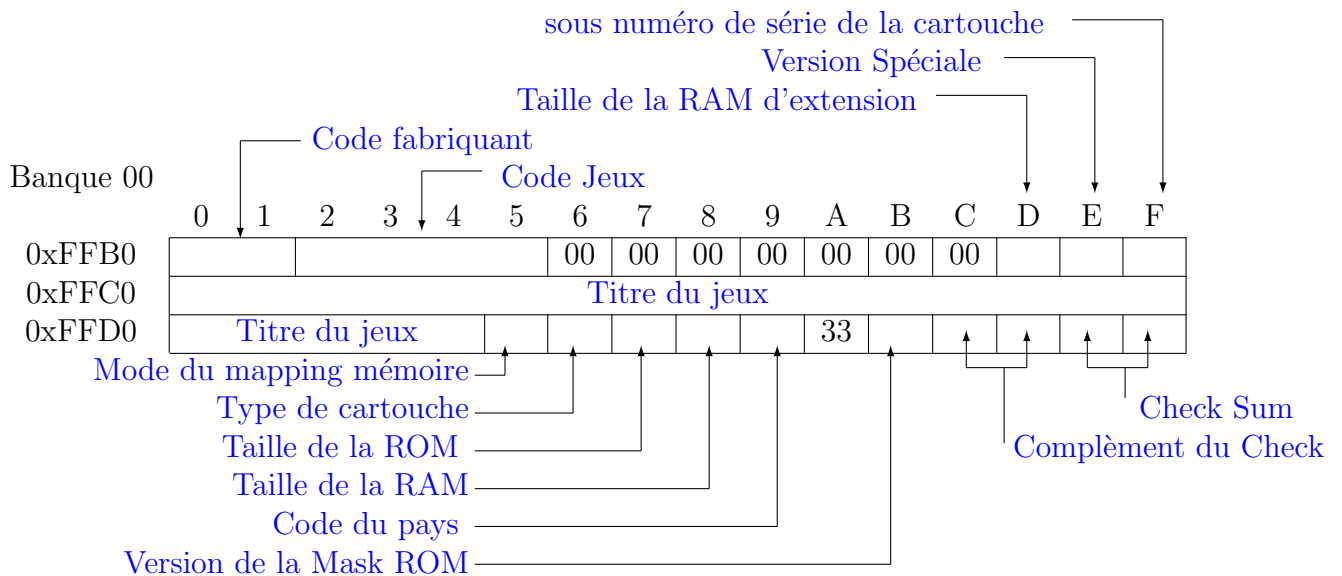 sous numéro de série de la cartouche
Version Spéciale
Taille de la RAM d'extension
Code fabriquant
Banque 00
Code Jeux
0 1 2 3 4 5 6 7 8 9 A B C D E F
0xFFB0 00 00 00 00 00 00 00
0xFFC0 Titre du jeux
0xFFD0 Titre du jeux 33
Mode du mapping mémoire
Type de cartouche
Check Sum
Taille de la ROM
Complèment du Check
Taille de la RAM
Code du pays
Version de la Mask ROM